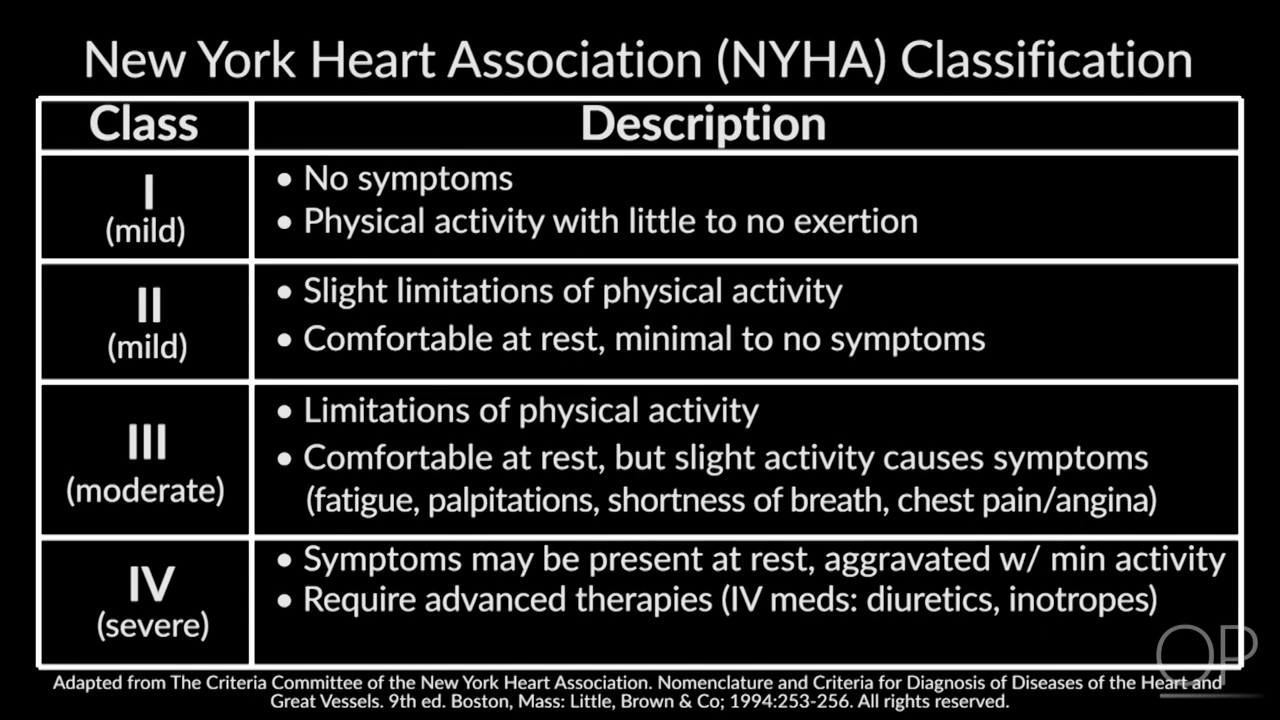 New York Heart Association (NYHA) Classification
Class
Description
I
(mild)
• No symptoms
• Physical activity with little to no exertion
II
(mild)
• Slight limitations of physical activity
• Comfortable at rest, minimal to no symptoms
III
(moderate)
• Limitations of physical activity
• Comfortable at rest, but slight activity causes symptoms
(fatigue, palpitations, shortness of breath, chest pain/angina)
IV
(severe)
• Symptoms may be present at rest, aggravated w/ min activity
• Require advanced therapies (IV meds: diuretics, inotropes)
OP
Adapted from The Criteria Committee of the New York Heart Association. Nomenclature and Criteria for Diagnosis of Diseases of the Heart and
Great Vessels. 9th ed. Boston, Mass: Little, Brown & Co; 1994:253-256. All rights reserved.